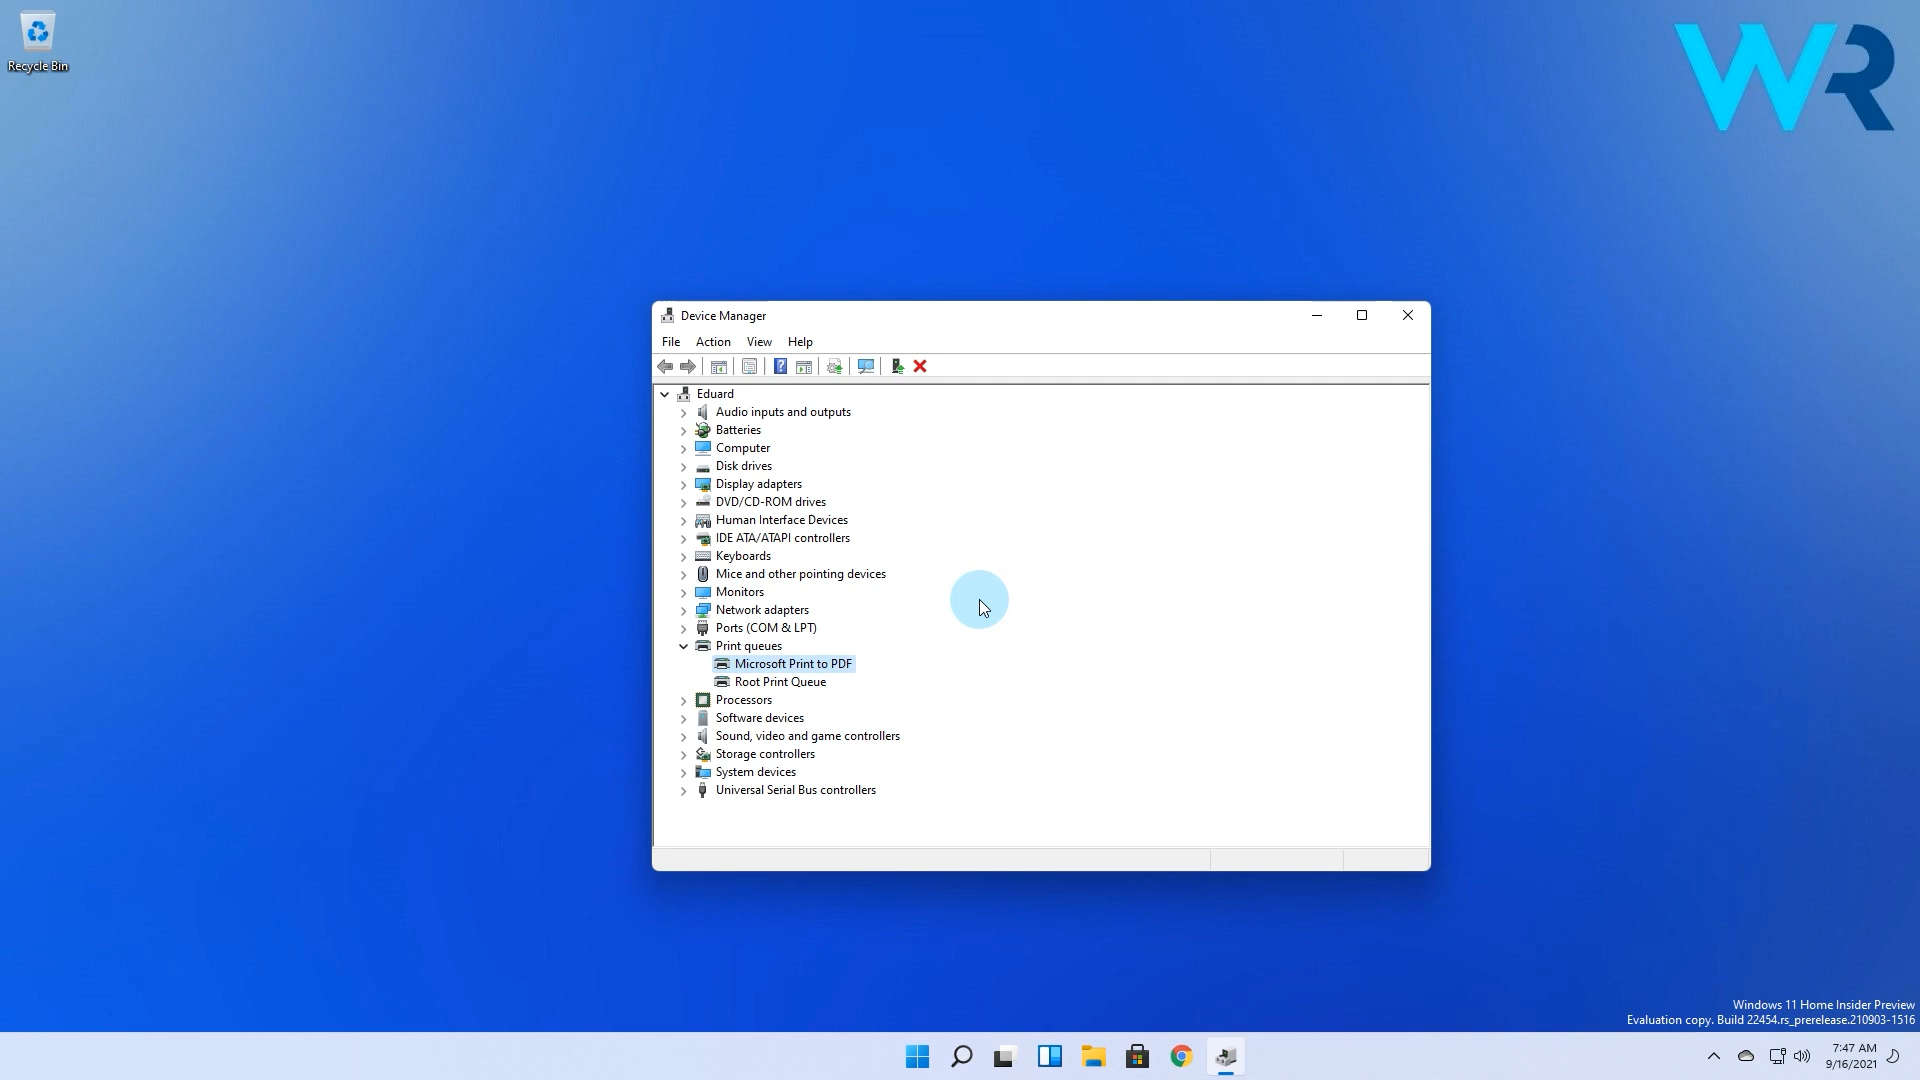 Recycle Bin
WR
Device Manager
File Action View Help
Eduard
Audio inputs and outputs
Batteries
Computer
Disk drives
Display adapters
DVD/CD-ROM drives
Human Interface Devices
IDE ATA/ATAPI controllers
Keyboards
Mice and other pointing devices
Monitors
Network adapters
Ports (COM & LPT)
Print queues
Microsoft Print to PDF
Root Print Queue
Processors
Software devices
Sound, video and game controllers
Storage controllers
System devices
Universal Serial Bus controllers
Windows 11 Home Insider Preview
Evaluation copy. Build 22454.rs_prerelease.210903-1516
7:47 AM
9/16/2021